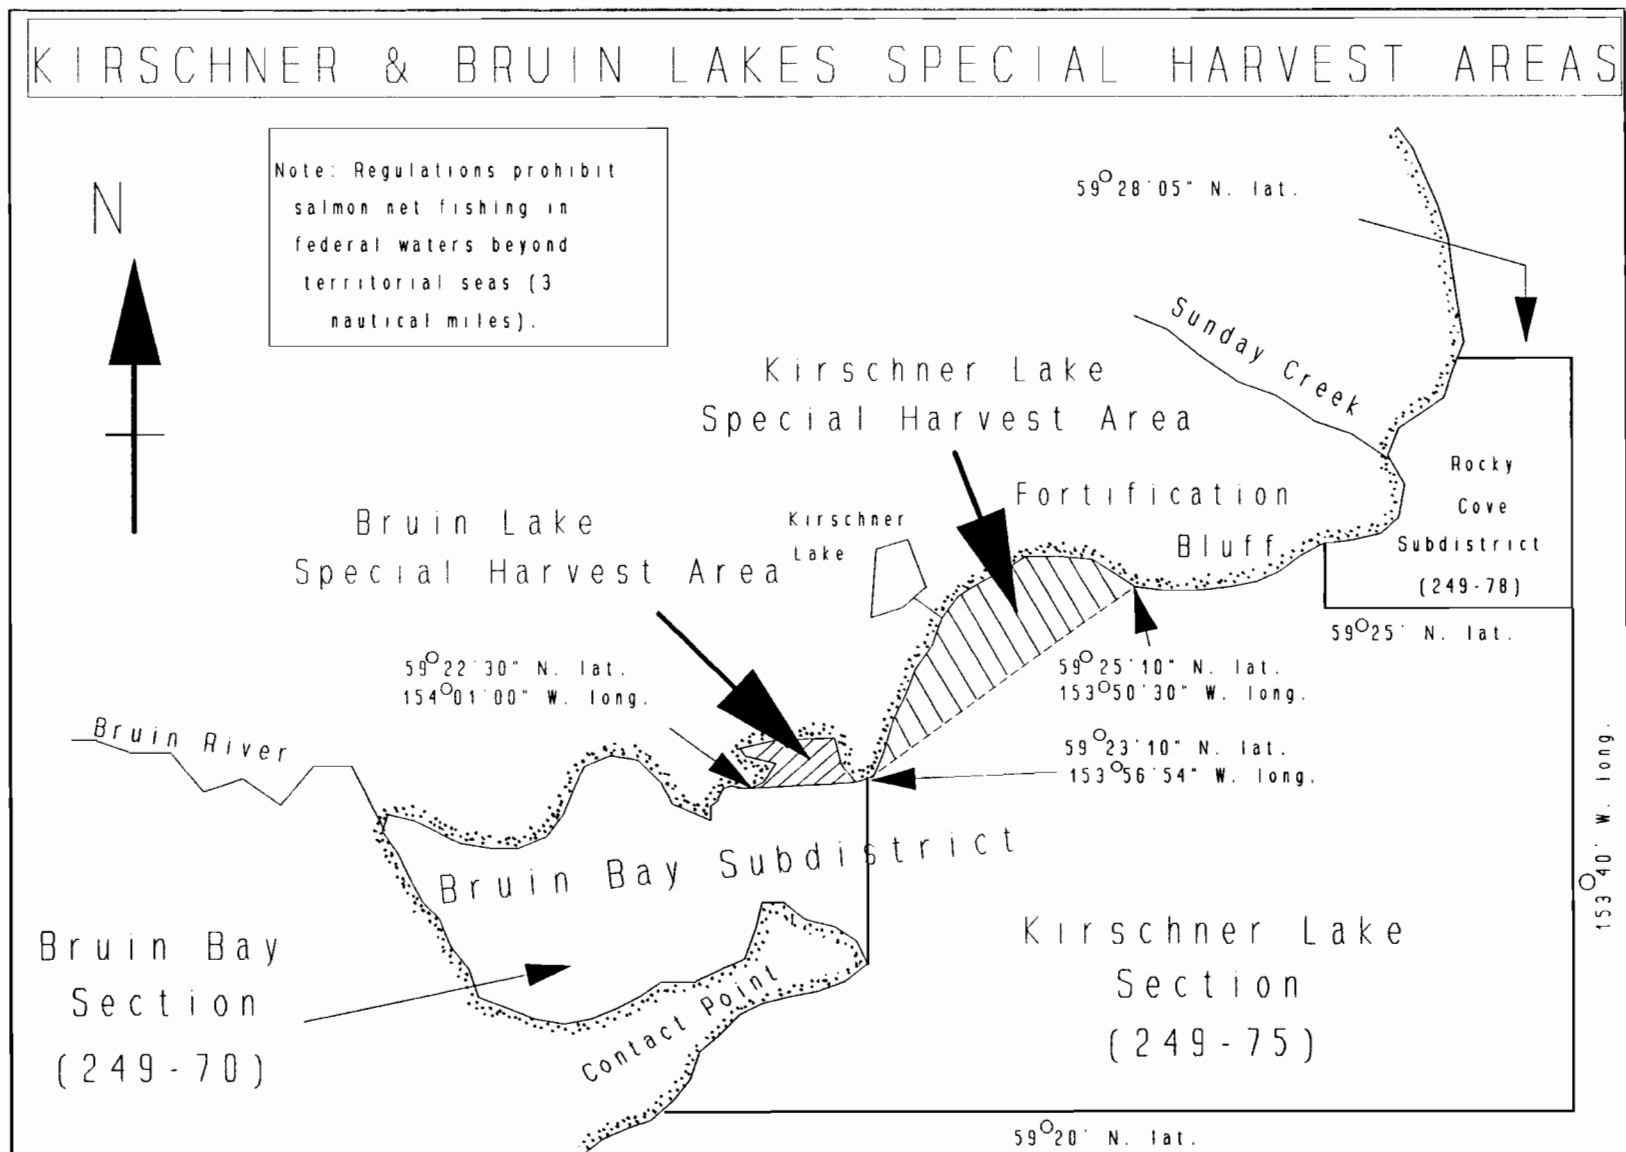 KIRSCHNER & BRUIN LAKES SPECIAL HARVEST AREAS
N
Note: Regulations prohibit
salmon net fishing in
federal waters beyond
territorial seas (3
nautical miles).
59°28'05" N. lat.
Sunday Creek
Kirschner Lake
Special Harvest Area
Rocky
Cove
Subdistrict
(249-78)
Fortification
Bluff
Kirschner
Lake
Bruin Lake
Special Harvest Area
59°25' N. lat.
59°22'30" N. lat.
154°01'00" W. long.
59°25'10" N. lat.
153°50'30" W. long.
Bruin River
59°23'10" N. lat.
153°56'54" W. long.
153°40' W. long.
Bruin Bay Subdistrict
Bruin Bay
Section
(249-70)
Contact Point
Kirschner Lake
Section
(249-75)
59°20' N. lat.